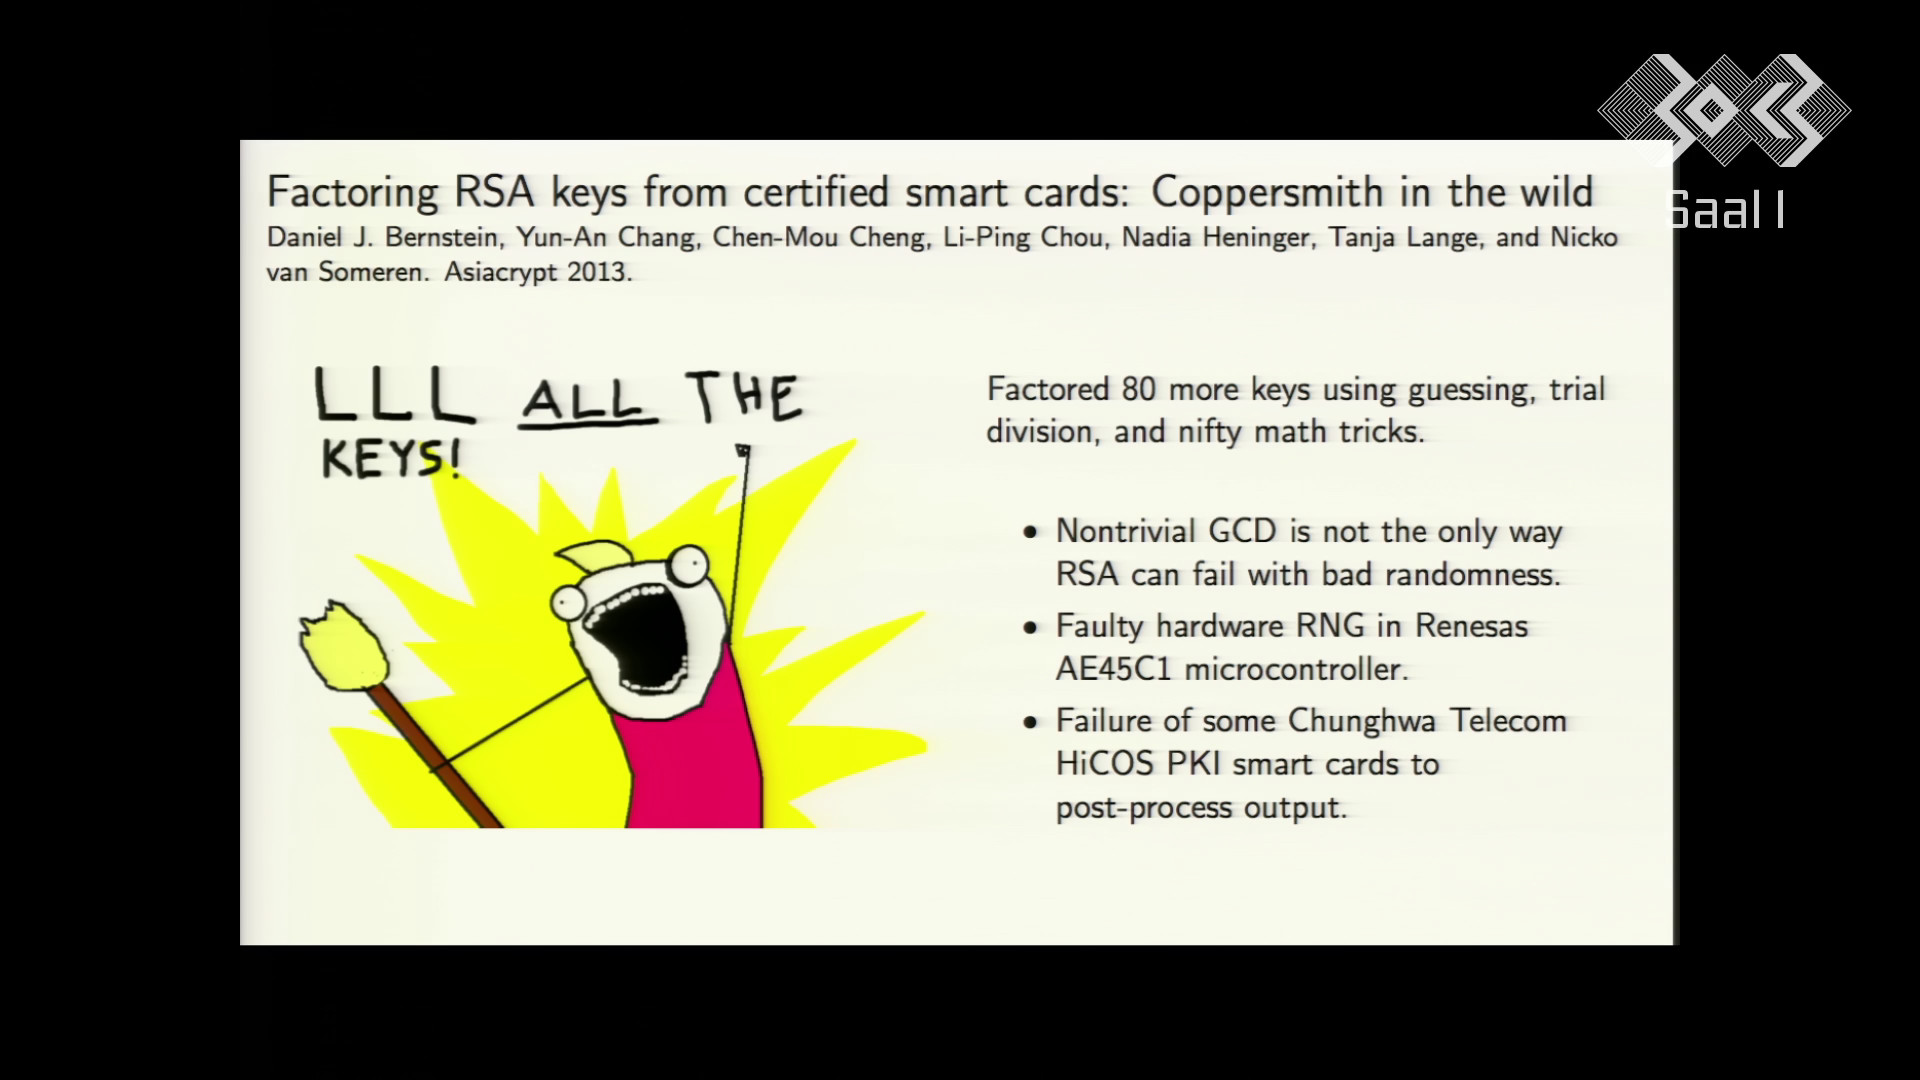 Factoring RSA keys from certified smart cards: Coppersmith in the wild
Daniel J. Bernstein, Yun-An Chang, Chen-Mou Cheng, Li-Ping Chou, Nadia Heninger, Tanja Lange, and Nicko
van Someren. Asiacrypt 2013.
Saal 1
LLL ALL THE
KEYS!
Factored 80 more keys using guessing, trial
division, and nifty math tricks.
• Nontrivial GCD is not the only way
RSA can fail with bad randomness.
• Faulty hardware RNG in Renesas
AE45C1 microcontroller.
• Failure of some Chunghwa Telecom
HiCOS PKI smart cards to
post-process output.